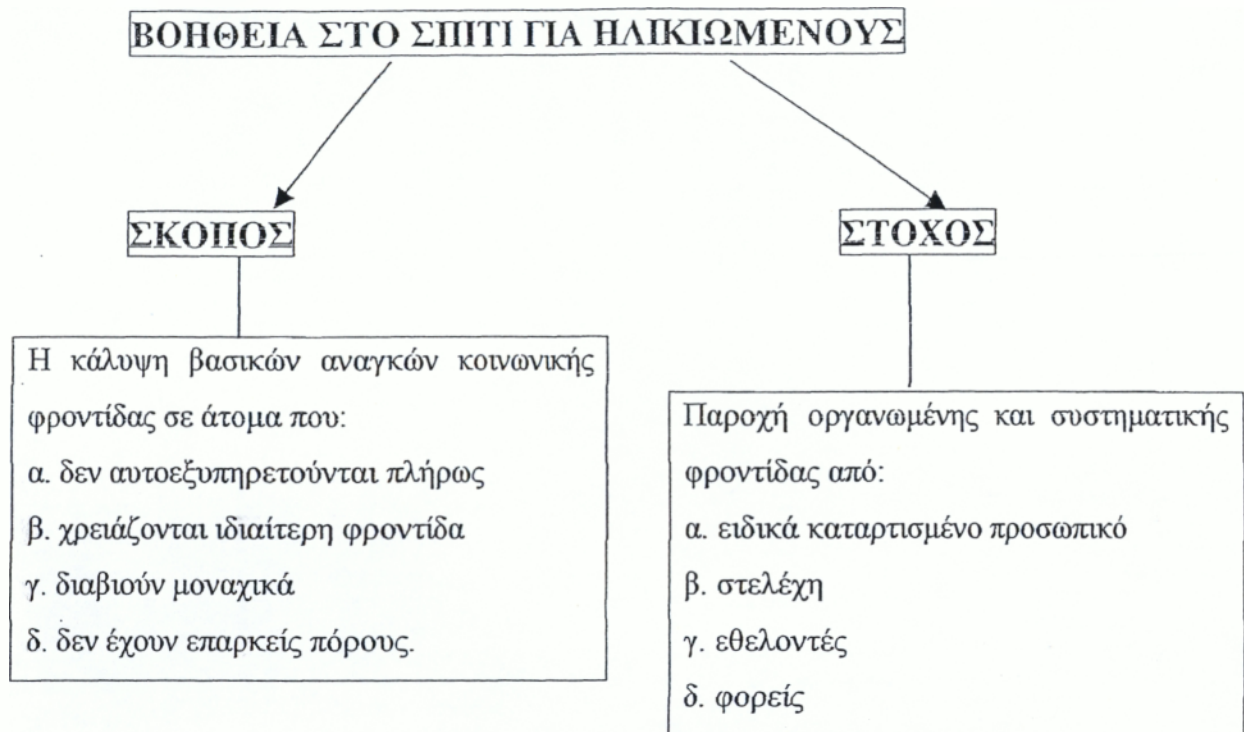 ΒΟΗΘΕΙΑ ΣΤΟ ΣΠΙΤΙ ΓΙΑ ΗΛΙΚΙΩΜΕΝΟΥΣ
ΣΚΟΠΟΣ
Η κάλυψη βασικών αναγκών κοινωνικής
φροντίδας σε άτομα που:
α. δεν αυτοεξυπηρετούνται πλήρως
β. χρειάζονται ιδιαίτερη φροντίδα
γ. διαβιούν μοναχικά
δ. δεν έχουν επαρκείς πόρους.
ΣΤΟΧΟΣ
Παροχή οργανωμένης και συστηματικής
φροντίδας από:
α. ειδικά καταρτισμένο προσωπικό
β. στελέχη
γ. εθελοντές
δ. φορείς